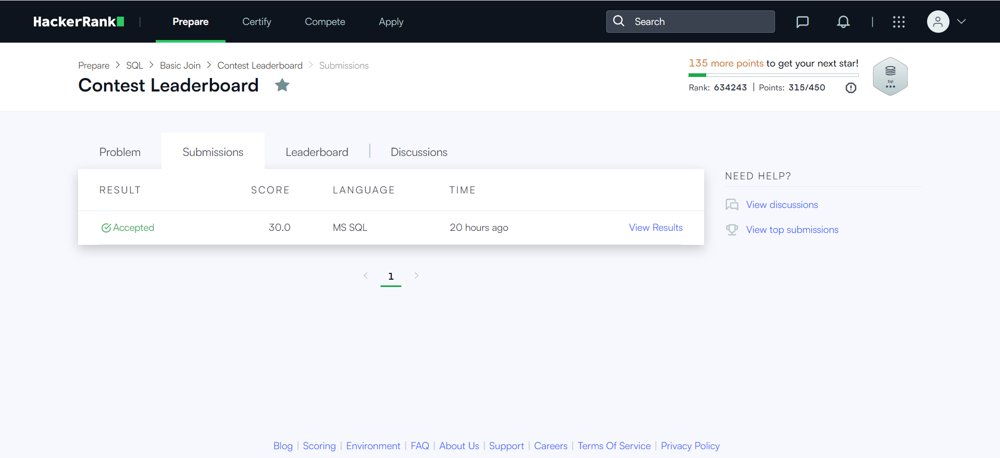 HackerRank | Prepare Certify Compete Apply Search
Prepare > SQL > Basic Join > Contest Leaderboard > Submissions
Contest Leaderboard
135 more points to get your next star!
Rank: 634243 | Points: 315/450
Sql
Problem Submissions Leaderboard Discussions
RESULT SCORE LANGUAGE TIME
Accepted 30.0 MS SQL 20 hours ago View Results
1
NEED HELP?
View discussions
View top submissions
Blog | Scoring | Environment | FAQ | About Us | Support | Careers | Terms Of Service | Privacy Policy